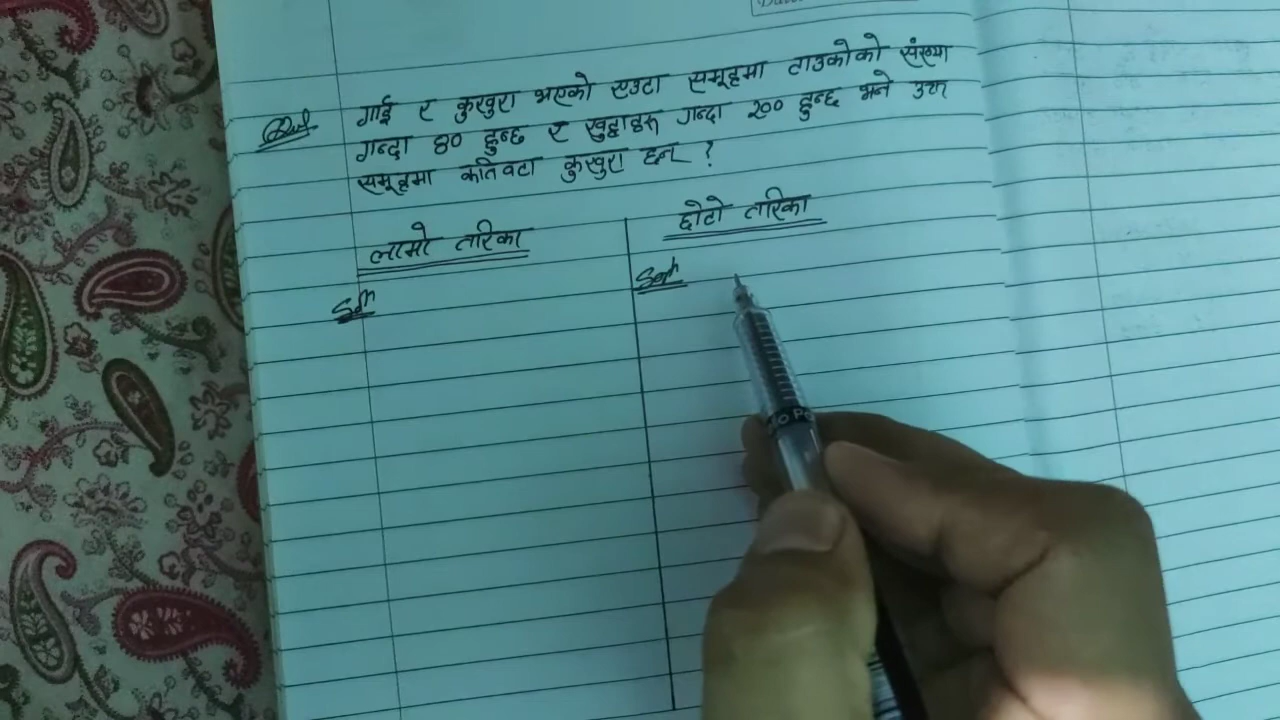 Qn.
गाई र कुखुरा भएको एउटा समूहमा टाउकोको संख्या
गन्दा 80 हुन्छ र खुट्टाहरु गन्दा 200 हुन्छ भने उक्त
समूहमा कतिवटा कुखुरा छन् ?
लामो तरिका
छोटो तरिका
Soln
Soln